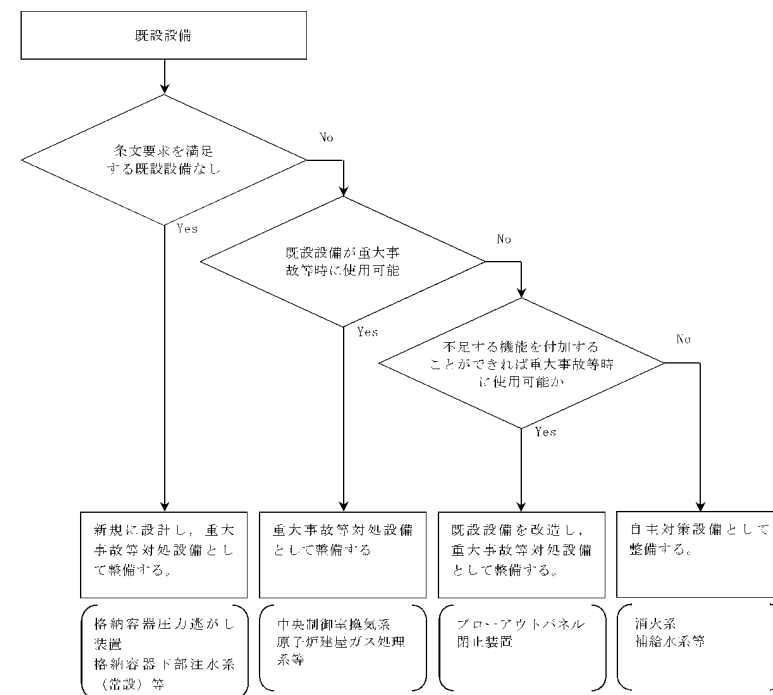 既設設備
条文要求を満足
する既設設備なし
No
Yes
既設設備が重大事
故等時に使用可能
No
Yes
不足する機能を付加する
ことができれば重大事故等時
に使用可能か
No
Yes
新規に設計し，重大
事故等対処設備とし
て整備する。
重大事故等対処設備
として整備する
既設設備を改造し，
重大事故等対処設備
として整備する。
自主対策設備として
整備する。
格納容器圧力逃がし
装置
格納容器下部注水系
（常設）等
中央制御室換気系
原子炉建屋ガス処理
系等
ブローアウトパネル
閉止装置
消火系
補給水系等